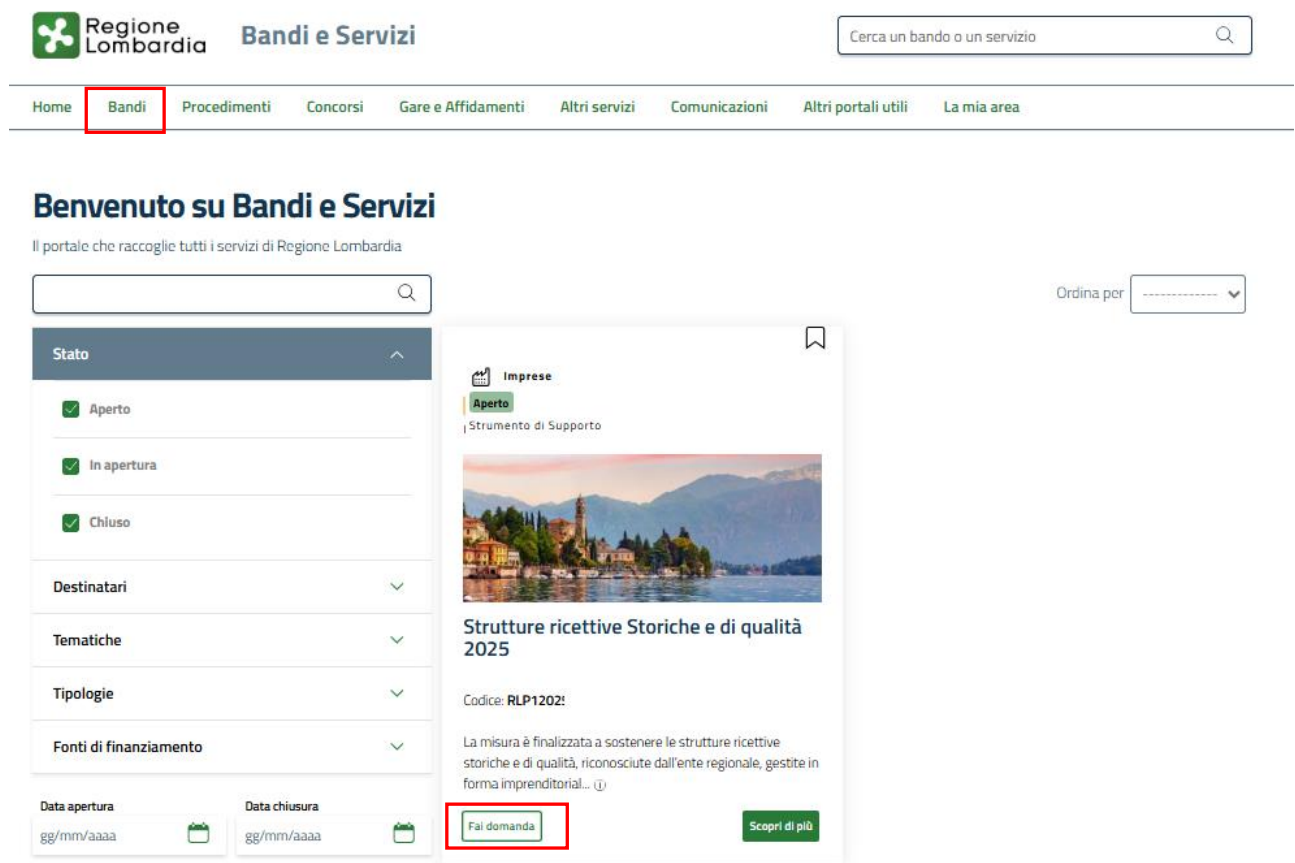 Regione
Lombardia
Bandi e Servizi
Cerca un bando o un servizio
Home Bandi Procedimenti Concorsi Gare e Affidamenti Altri servizi Comunicazioni Altri portali utili La mia area
Benvenuto su Bandi e Servizi
Il portale che raccoglie tutti i servizi di Regione Lombardia
Ordina per -------------
Stato
Aperto
In apertura
Chiuso
Destinatari
Tematiche
Tipologie
Fonti di finanziamento
Data apertura Data chiusura
gg/mm/aaaa gg/mm/aaaa
Imprese
Aperto
Strumento di Supporto
Strutture ricettive Storiche e di qualità
2025
Codice:
La misura è finalizzata a sostenere le strutture ricettive
storiche e di qualità, riconosciute dall'ente regionale, gestite in
forma imprenditorial...
Fai domanda Scopri di più